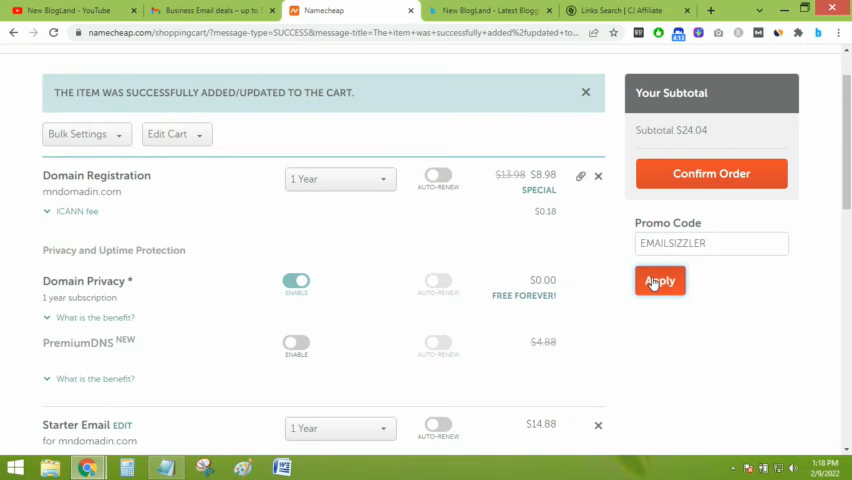 New BlogLand - YouTube
Business Email deals – up to 5
Namecheap
New BlogLand - Latest Blogg
Links Search | CJ Affiliate
namecheap.com/shoppingcart/?message-type=SUCCESS&message-title=The+item+was+successfully+added%2fupdated+to...
4.13
THE ITEM WAS SUCCESSFULLY ADDED/UPDATED TO THE CART.
Your Subtotal
Bulk Settings
Edit Cart
Subtotal $24.04
Confirm Order
Domain Registration
mndomadin.com
1 Year
AUTO-RENEW
$13.98 $8.98
SPECIAL
ICANN fee
$0.18
Promo Code
EMAILSIZZLER
Apply
Privacy and Uptime Protection
Domain Privacy *
1 year subscription
ENABLE
AUTO-RENEW
$0.00
FREE FOREVER!
What is the benefit?
PremiumDNS NEW
ENABLE
AUTO-RENEW
$4.88
What is the benefit?
Starter Email EDIT
for mndomadin.com
1 Year
AUTO-RENEW
$14.88
1:18 PM
2/9/2022